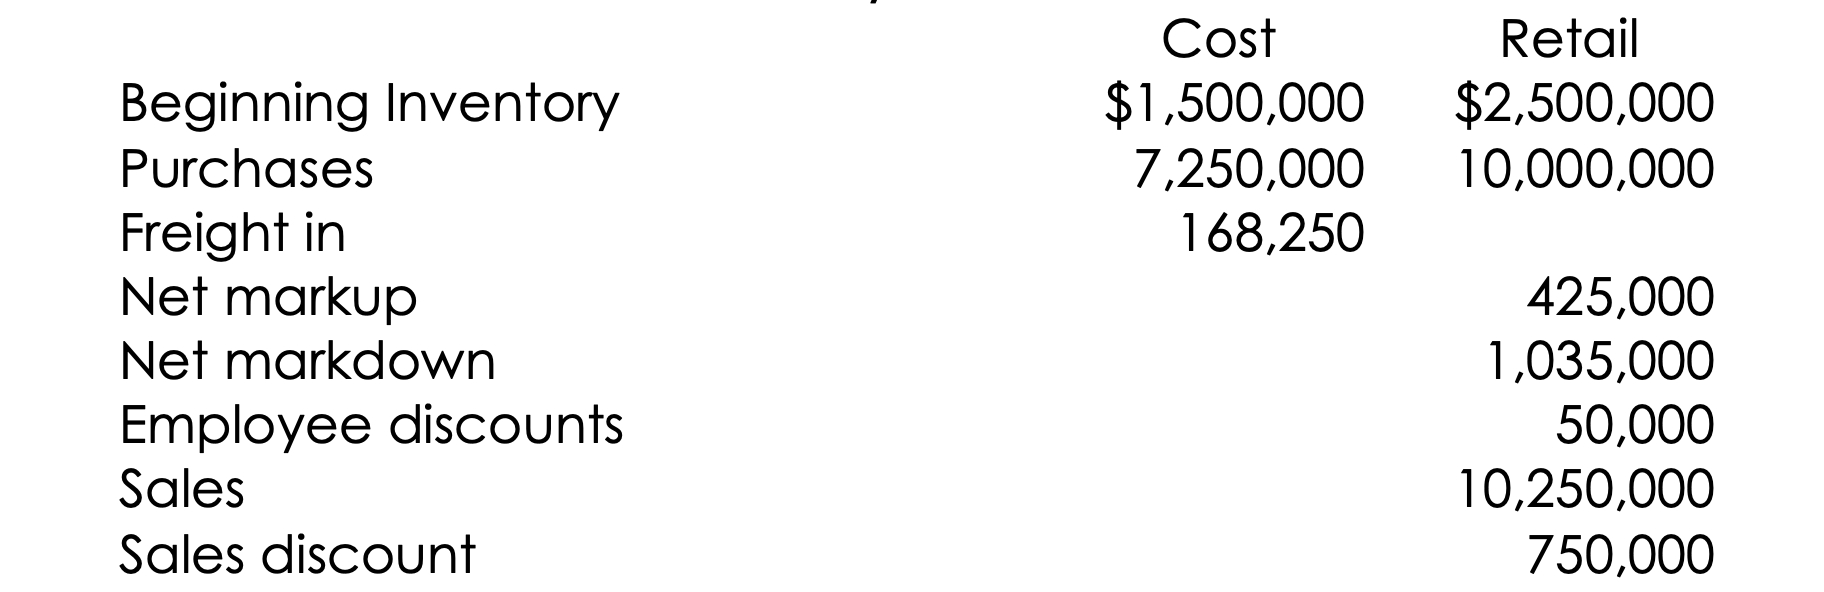 Cost Retail
Beginning Inventory $1,500,000 $2,500,000
Purchases 7,250,000 10,000,000
Freight in 168,250
Net markup 425,000
Net markdown 1,035,000
Employee discounts 50,000
Sales 10,250,000
Sales discount 750,000